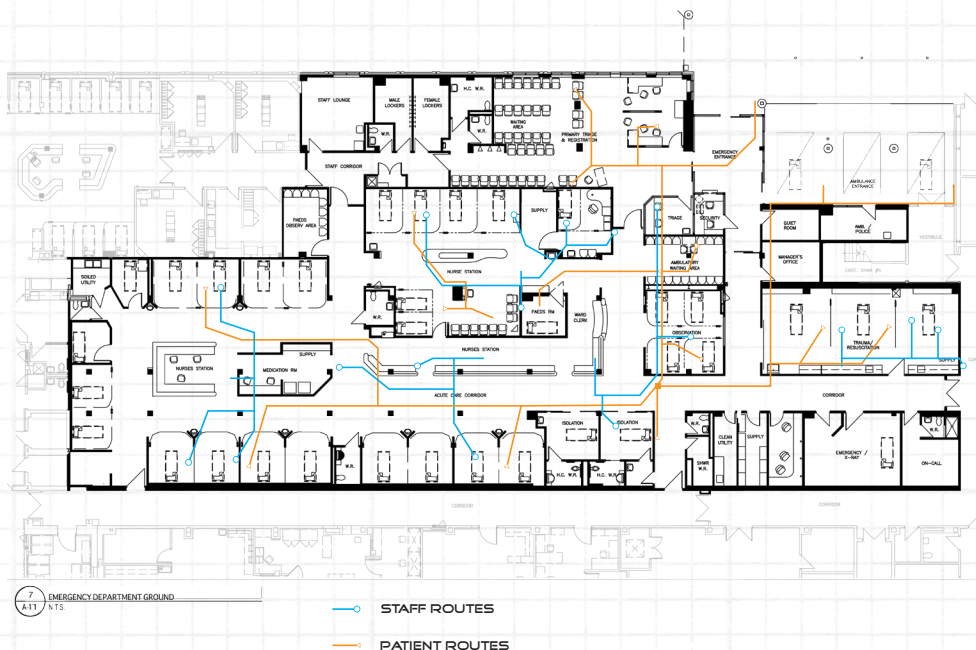 STAFF LOUNGE
MALE
LOCKERS
FEMALE
LOCKERS
H.C. W.R.
W.R.
W.R.
WAITING
AREA
PRIMARY TRIAGE
& REGISTRATION
EMERGENCY
ENTRANCE
AMBULANCE
ENTRANCE
STAFF CORRIDOR
PAEDS
OBSERV AREA
SUPPLY
TRIAGE
SECURITY
QUIET
ROOM
AMB. /
POLICE
VESTIBULE
MANAGER'S
OFFICE
AMBULATORY
WAITING AREA
NURSE STATION
SOILED
UTILITY
W.R.
PAEDS RM
WARD
CLERK
OBSERVATION
TRAUMA/
RESUSCITATION
SUPPLY
NURSES STATION
SUPPLY
NURSES STATION
MEDICATION RM
ACUTE CARE CORRIDOR
CORRIDOR
ISOLATION
ISOLATION
W.R.
CLEAN
UTILITY
SUPPLY
EMERGENCY /
X-RAY
W.R.
ON-CALL
W.R.
H.C. W.R.
H.C. W.R.
SHWR
W.R.
CORRIDOR
CORRIDOR
7
A-11
EMERGENCY DEPARTMENT GROUND
N.T.S.
STAFF ROUTES
PATIENT ROUTES